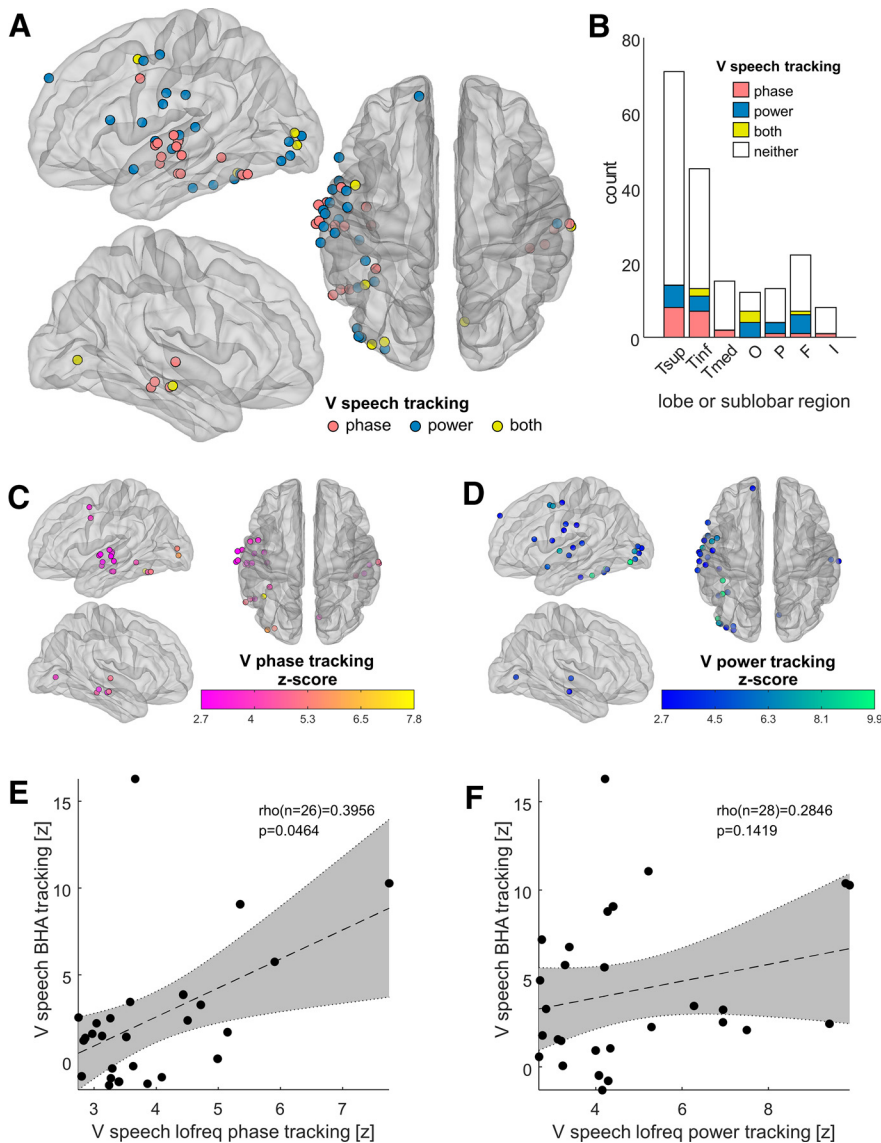 A
V speech tracking
phase power both
B
80
60
40
20
0
count
V speech tracking
phase
power
both
neither
Tsup Tinf Tmed O P F I
lobe or sublobar region
C
V phase tracking
z-score
2.7 4 5.3 6.5 7.8
D
V power tracking
z-score
2.7 4.5 6.3 8.1 9.9
E
rho(n=26)=0.3956
p=0.0464
15
10
5
0
V speech BHA tracking [z]
3 4 5 6 7
V speech lofreq phase tracking [z]
F
rho(n=28)=0.2846
p=0.1419
15
10
5
0
V speech BHA tracking [z]
4 6 8
V speech lofreq power tracking [z]